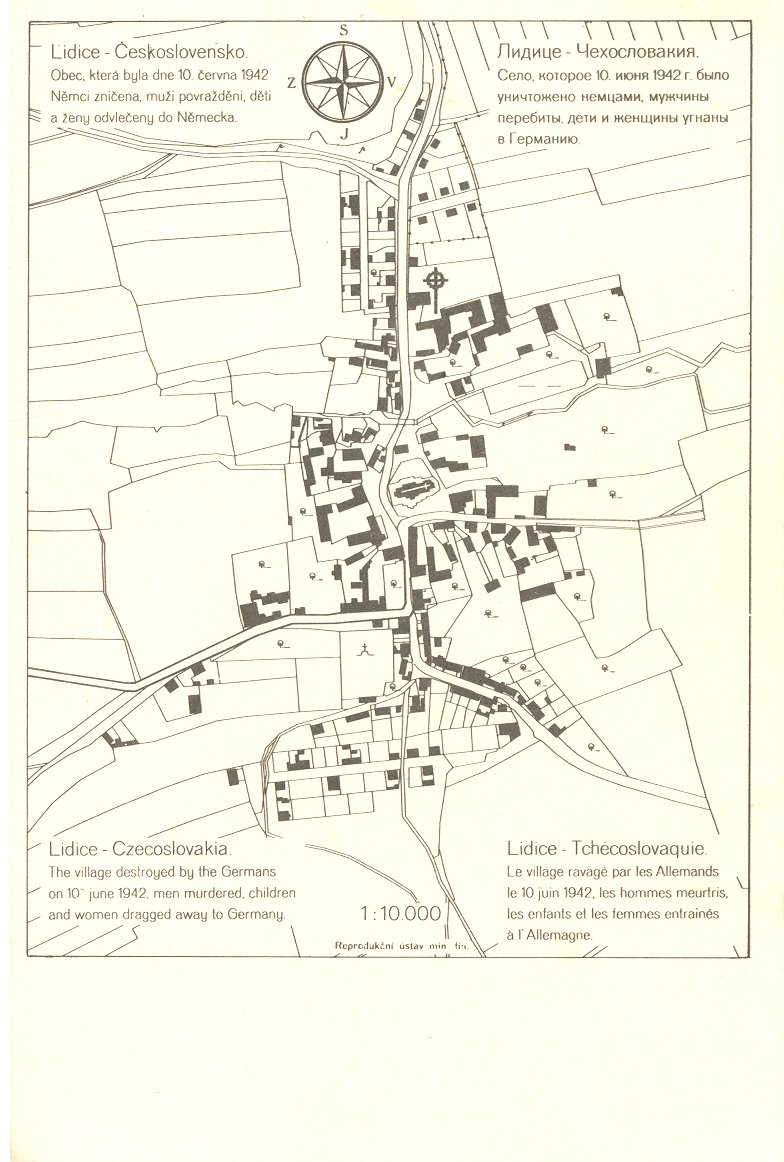 Lidice - Československo.
Obec, která byla dne 10. června 1942
Němci zničena, muži povražděni, děti
a ženy odvlečeny do Německa.
S
Z
V
J
Лидице - Чехословакия.
Село, которое 10. июня 1942 г. было
уничтожено немцами, мужчины
перебиты, дети и женщины угнаны
в Германию.
Lidice - Czecoslovakia.
The village destroyed by the Germans
on 10 june 1942, men murdered, children
and women dragged away to Germany.
Lidice - Tchécoslovaquie.
Le village ravagé par les Allemands
le 10 juin 1942, les hommes meurtris,
les enfants et les femmes entrainés
à l'Allemagne.
1:10.000
Reprodukční ústav min. fin.